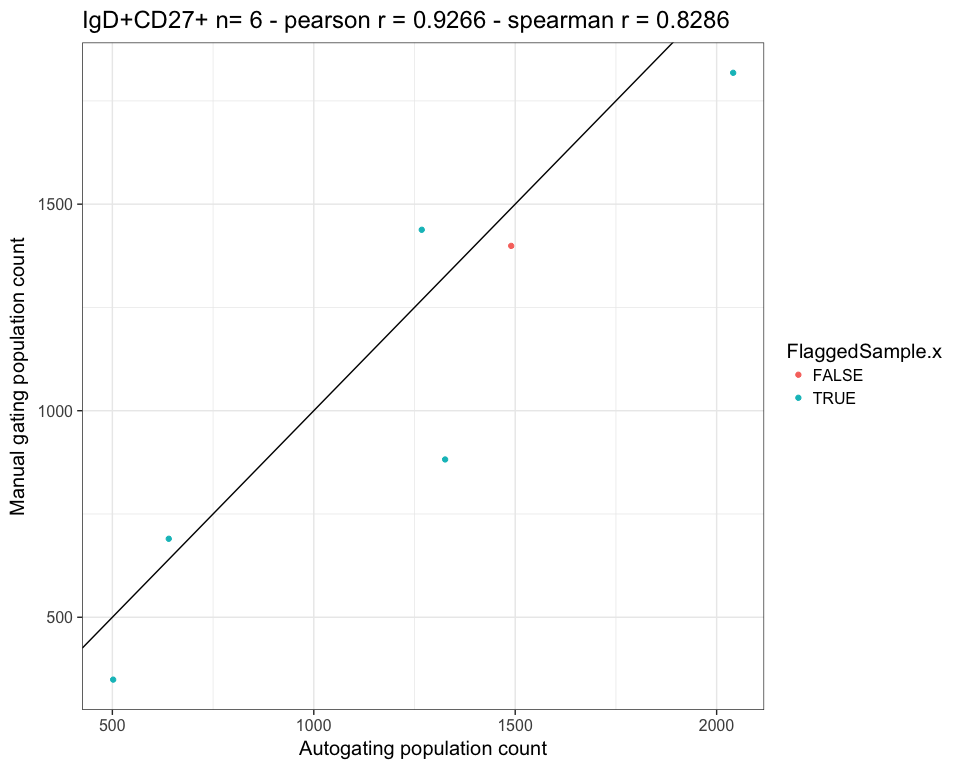 IgD+CD27+ n= 6 - pearson r = 0.9266 - spearman r = 0.8286
Manual gating population count
1500
1000
500
500
1000
1500
2000
Autogating population count
FlaggedSample.x
FALSE
TRUE